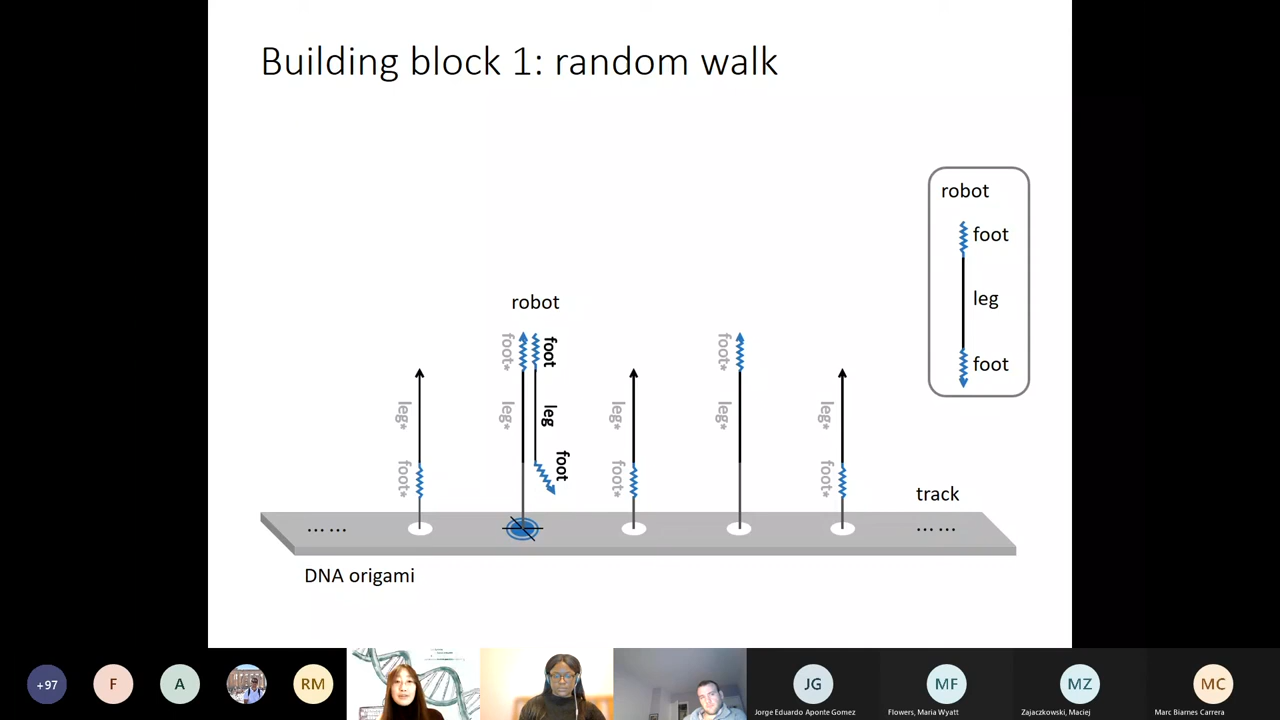 Building block 1: random walk
robot
foot
leg
foot
robot
foot*
foot
foot*
leg*
leg*
leg
leg*
leg*
leg*
foot*
foot
foot*
foot*
track
... ...
... ...
DNA origami
+97
F
A
RM
JG
MF
MZ
MC
Jorge Eduardo Aponte Gomez
Flowers, Maria Wyatt
Zajaczkowski, Maciej
Marc Biarnes Carrera